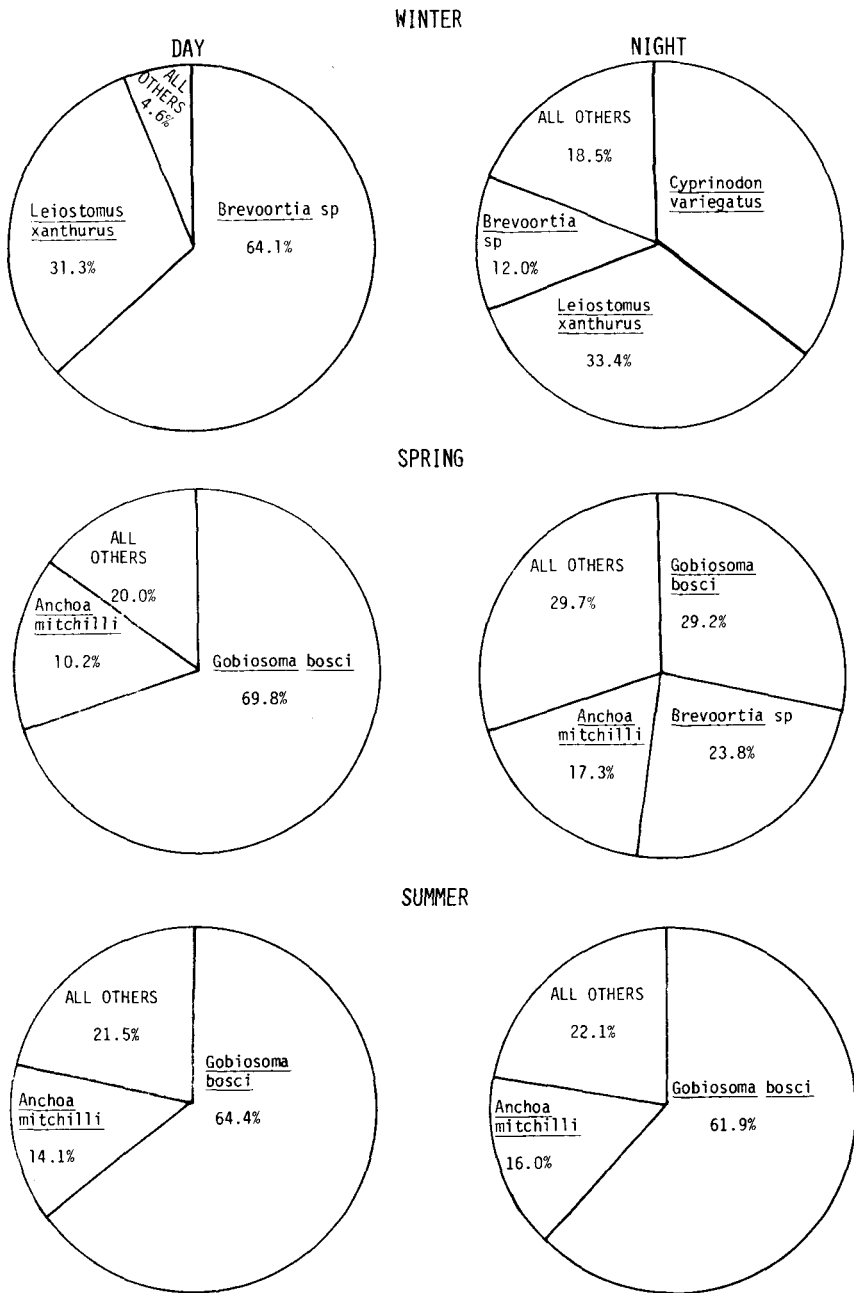 WINTER
DAY
ALL
OTHERS
4.6%
Leiostomus
xanthurus
31.3%
Brevoortia sp
64.1%
NIGHT
ALL OTHERS
18.5%
Cyprinodon
variegatus
Brevoortia
sp
12.0%
Leiostomus
xanthurus
33.4%
SPRING
ALL
OTHERS
20.0%
Anchoa
mitchilli
10.2%
Gobiosoma bosci
69.8%
ALL OTHERS
29.7%
Gobiosoma
bosci
29.2%
Anchoa
mitchilli
17.3%
Brevoortia sp
23.8%
SUMMER
ALL OTHERS
21.5%
Gobiosoma
bosci
64.4%
Anchoa
mitchilli
14.1%
ALL OTHERS
22.1%
Gobiosoma bosci
61.9%
Anchoa
mitchilli
16.0%